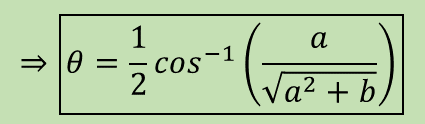 ⇒ θ = 1/2 cos⁻¹ (a/√(a² + b))